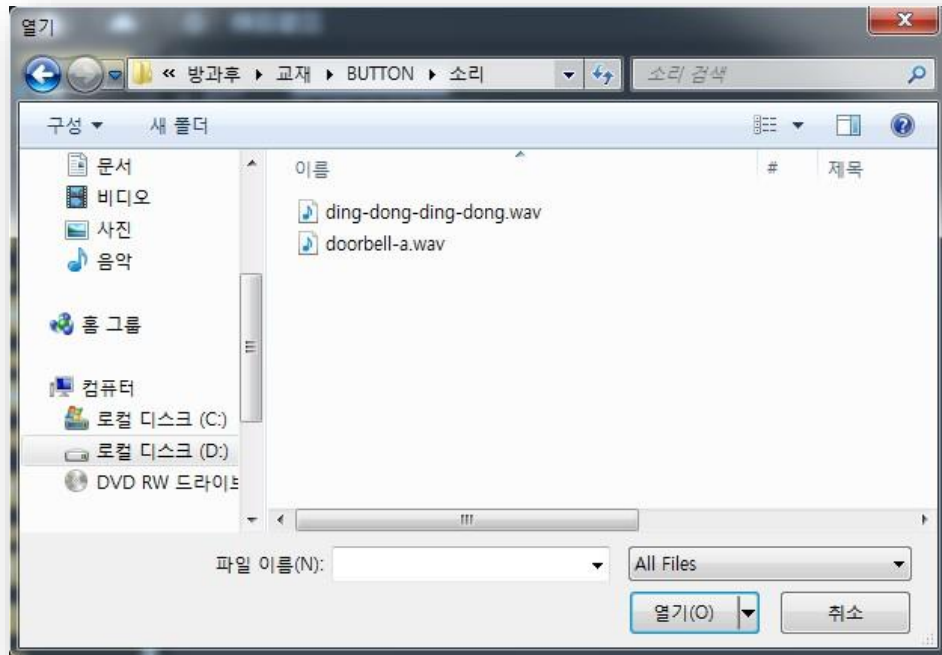 열기
« 방과후 ▸ 교재 ▸ BUTTON ▸ 소리
소리 검색
구성 새 폴더
이름 # 제목
문서
비디오
사진
음악
홈 그룹
컴퓨터
로컬 디스크 (C:)
로컬 디스크 (D:)
DVD RW 드라이브
ding-dong-ding-dong.wav
doorbell-a.wav
파일 이름(N):
All Files
열기(O) 취소